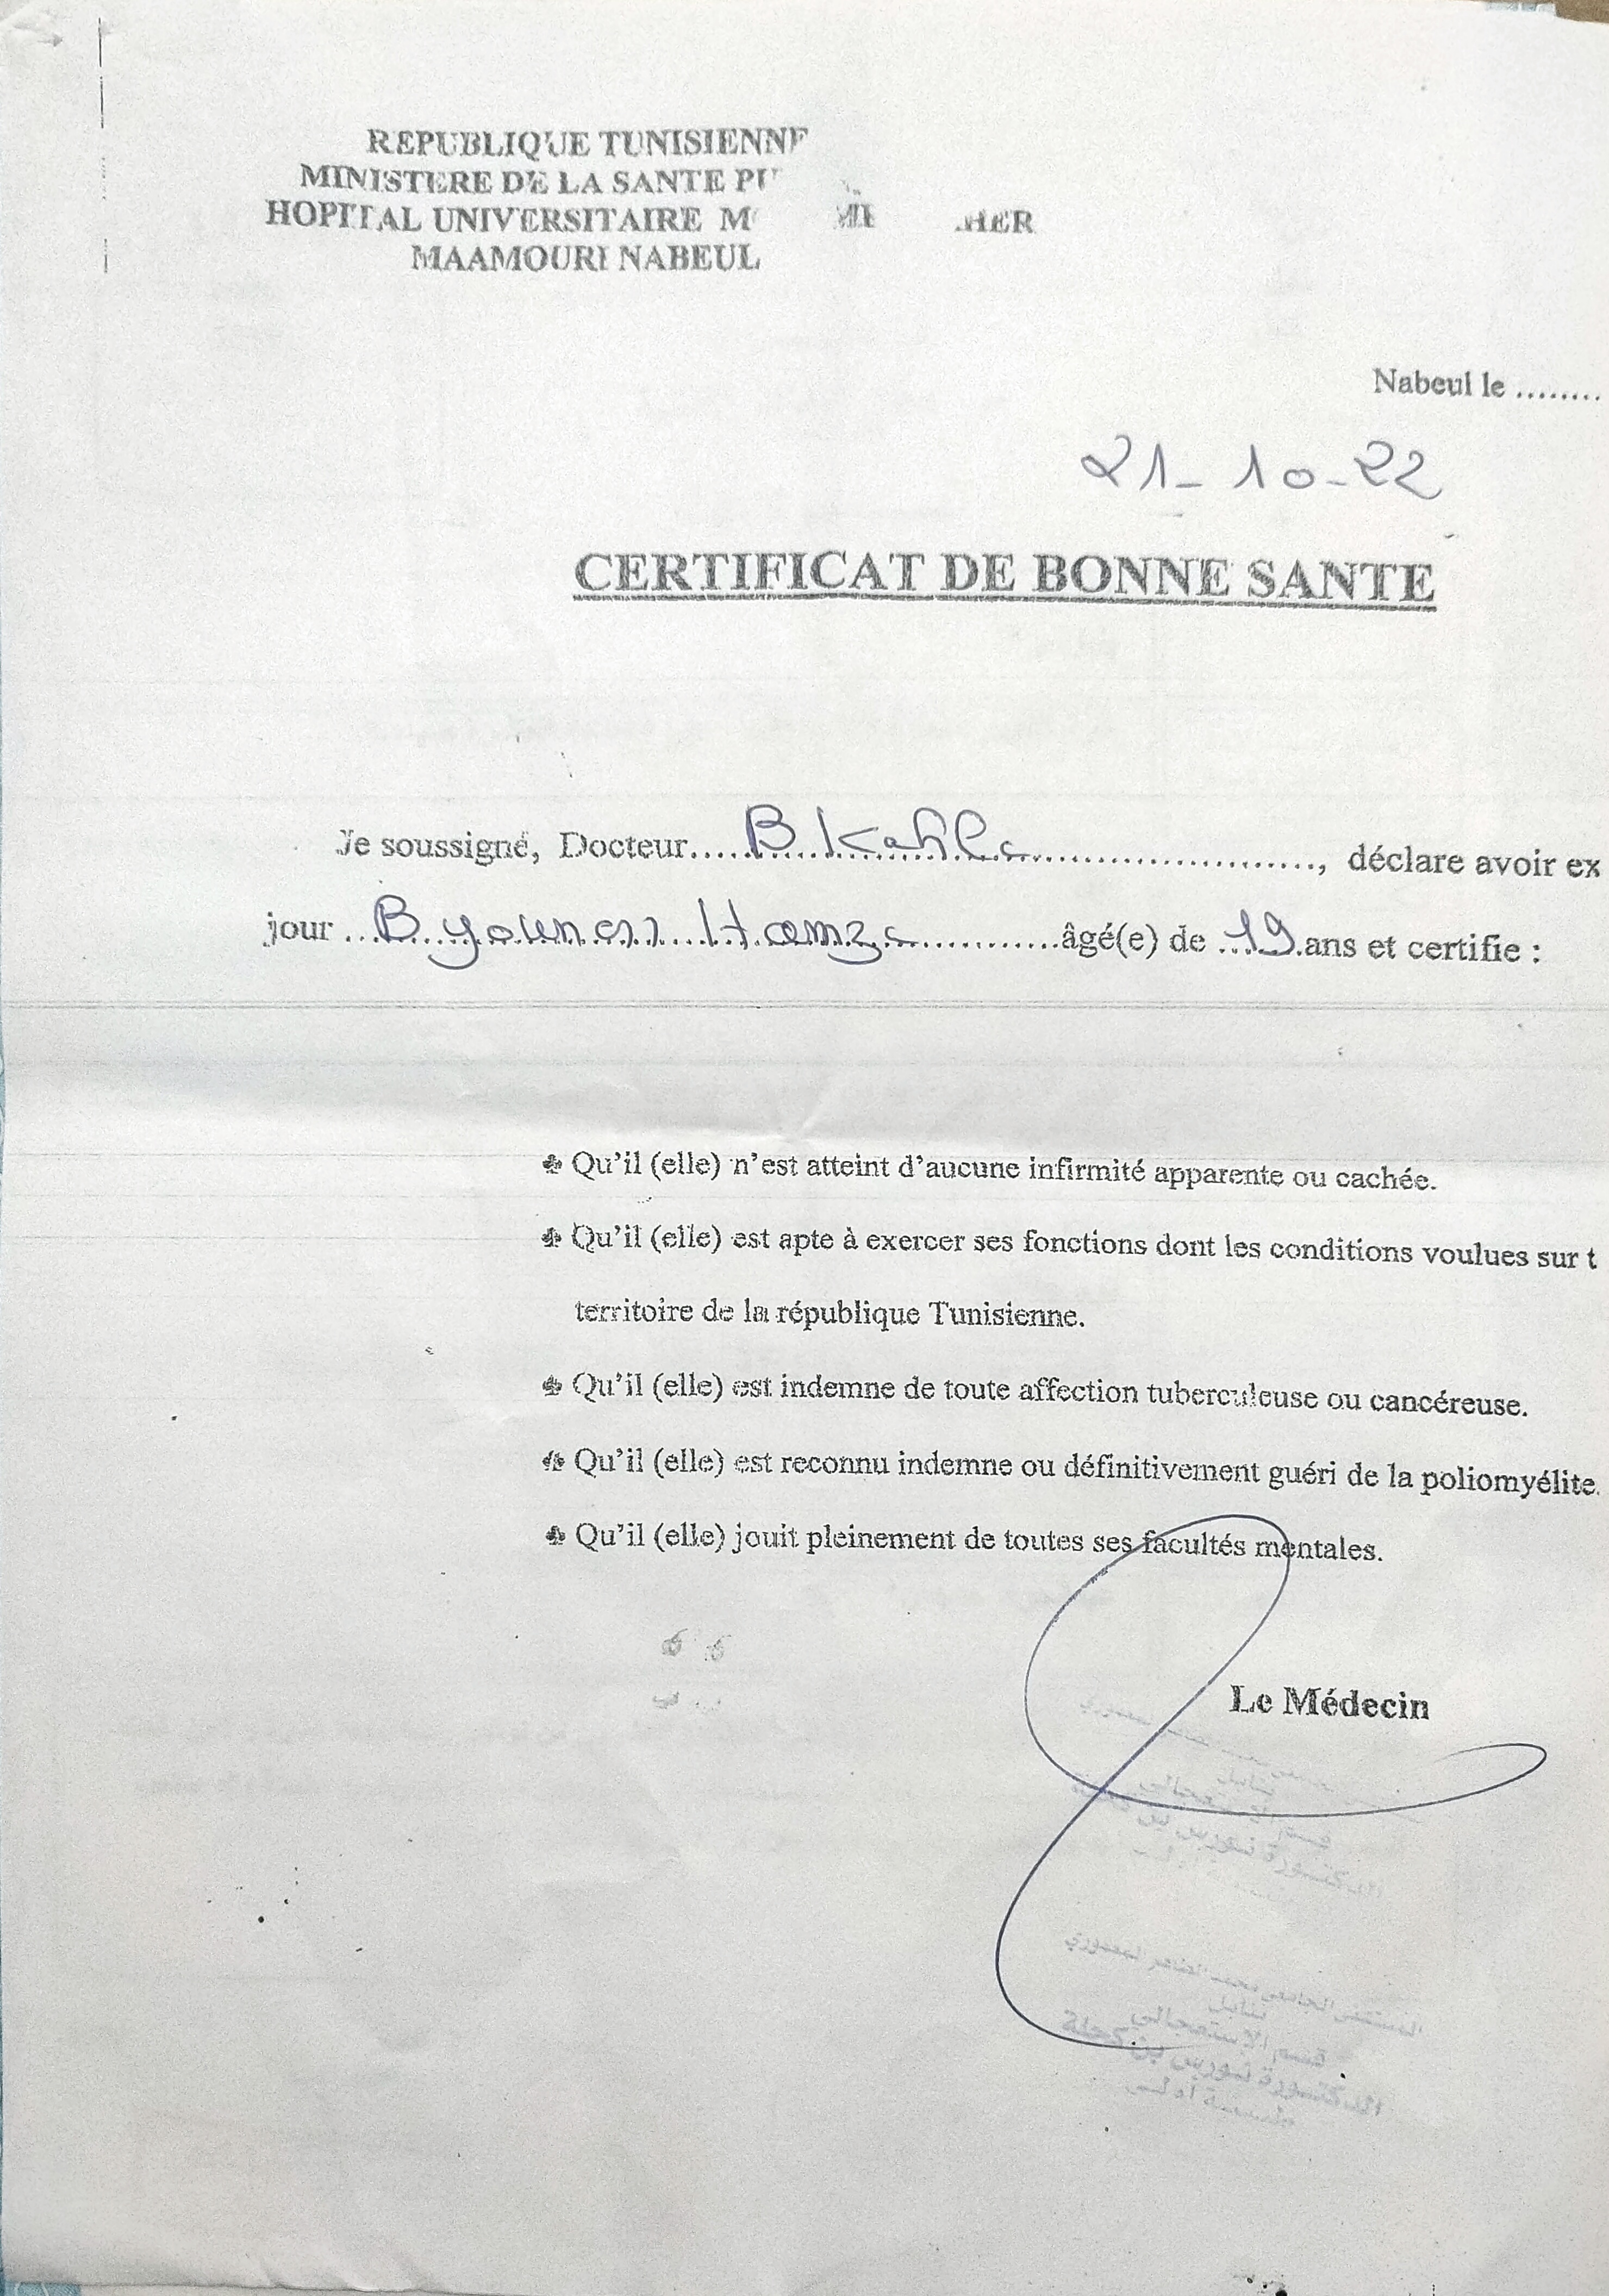 REPUBLIQUE TUNISIENNE
MINISTERE DE LA SANTE PU
HOPITAL UNIVERSITAIRE M
MAAMOURI NABEUL
Nabeul le ........
21-10-22
CERTIFICAT DE BONNE SANTE
Je soussigné, Docteur.... B Kahla ...................., déclare avoir ex
jour ... B youness Hamza ............âgé(e) de ..19.ans et certifie :
Qu'il (elle) n'est atteint d'aucune infirmité apparente ou cachée.
Qu'il (elle) est apte à exercer ses fonctions dont les conditions voulues sur t
territoire de la république Tunisienne.
Qu'il (elle) est indemne de toute affection tuberculeuse ou cancéreuse.
Qu'il (elle) est reconnu indemne ou définitivement guéri de la poliomyélite.
Qu'il (elle) jouit pleinement de toutes ses facultés mentales.
Le Médecin